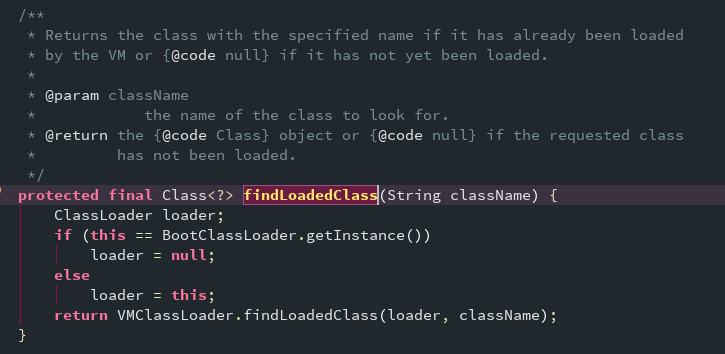 /**
 * Returns the class with the specified name if it has already been loaded
 * by the VM or {@code null} if it has not yet been loaded.
 *
 * @param className
 *            the name of the class to look for.
 * @return the {@code Class} object or {@code null} if the requested class
 *         has not been loaded.
 */
protected final Class<?> findLoadedClass(String className) {
    ClassLoader loader;
    if (this == BootClassLoader.getInstance())
        loader = null;
    else
        loader = this;
    return VMClassLoader.findLoadedClass(loader, className);
}